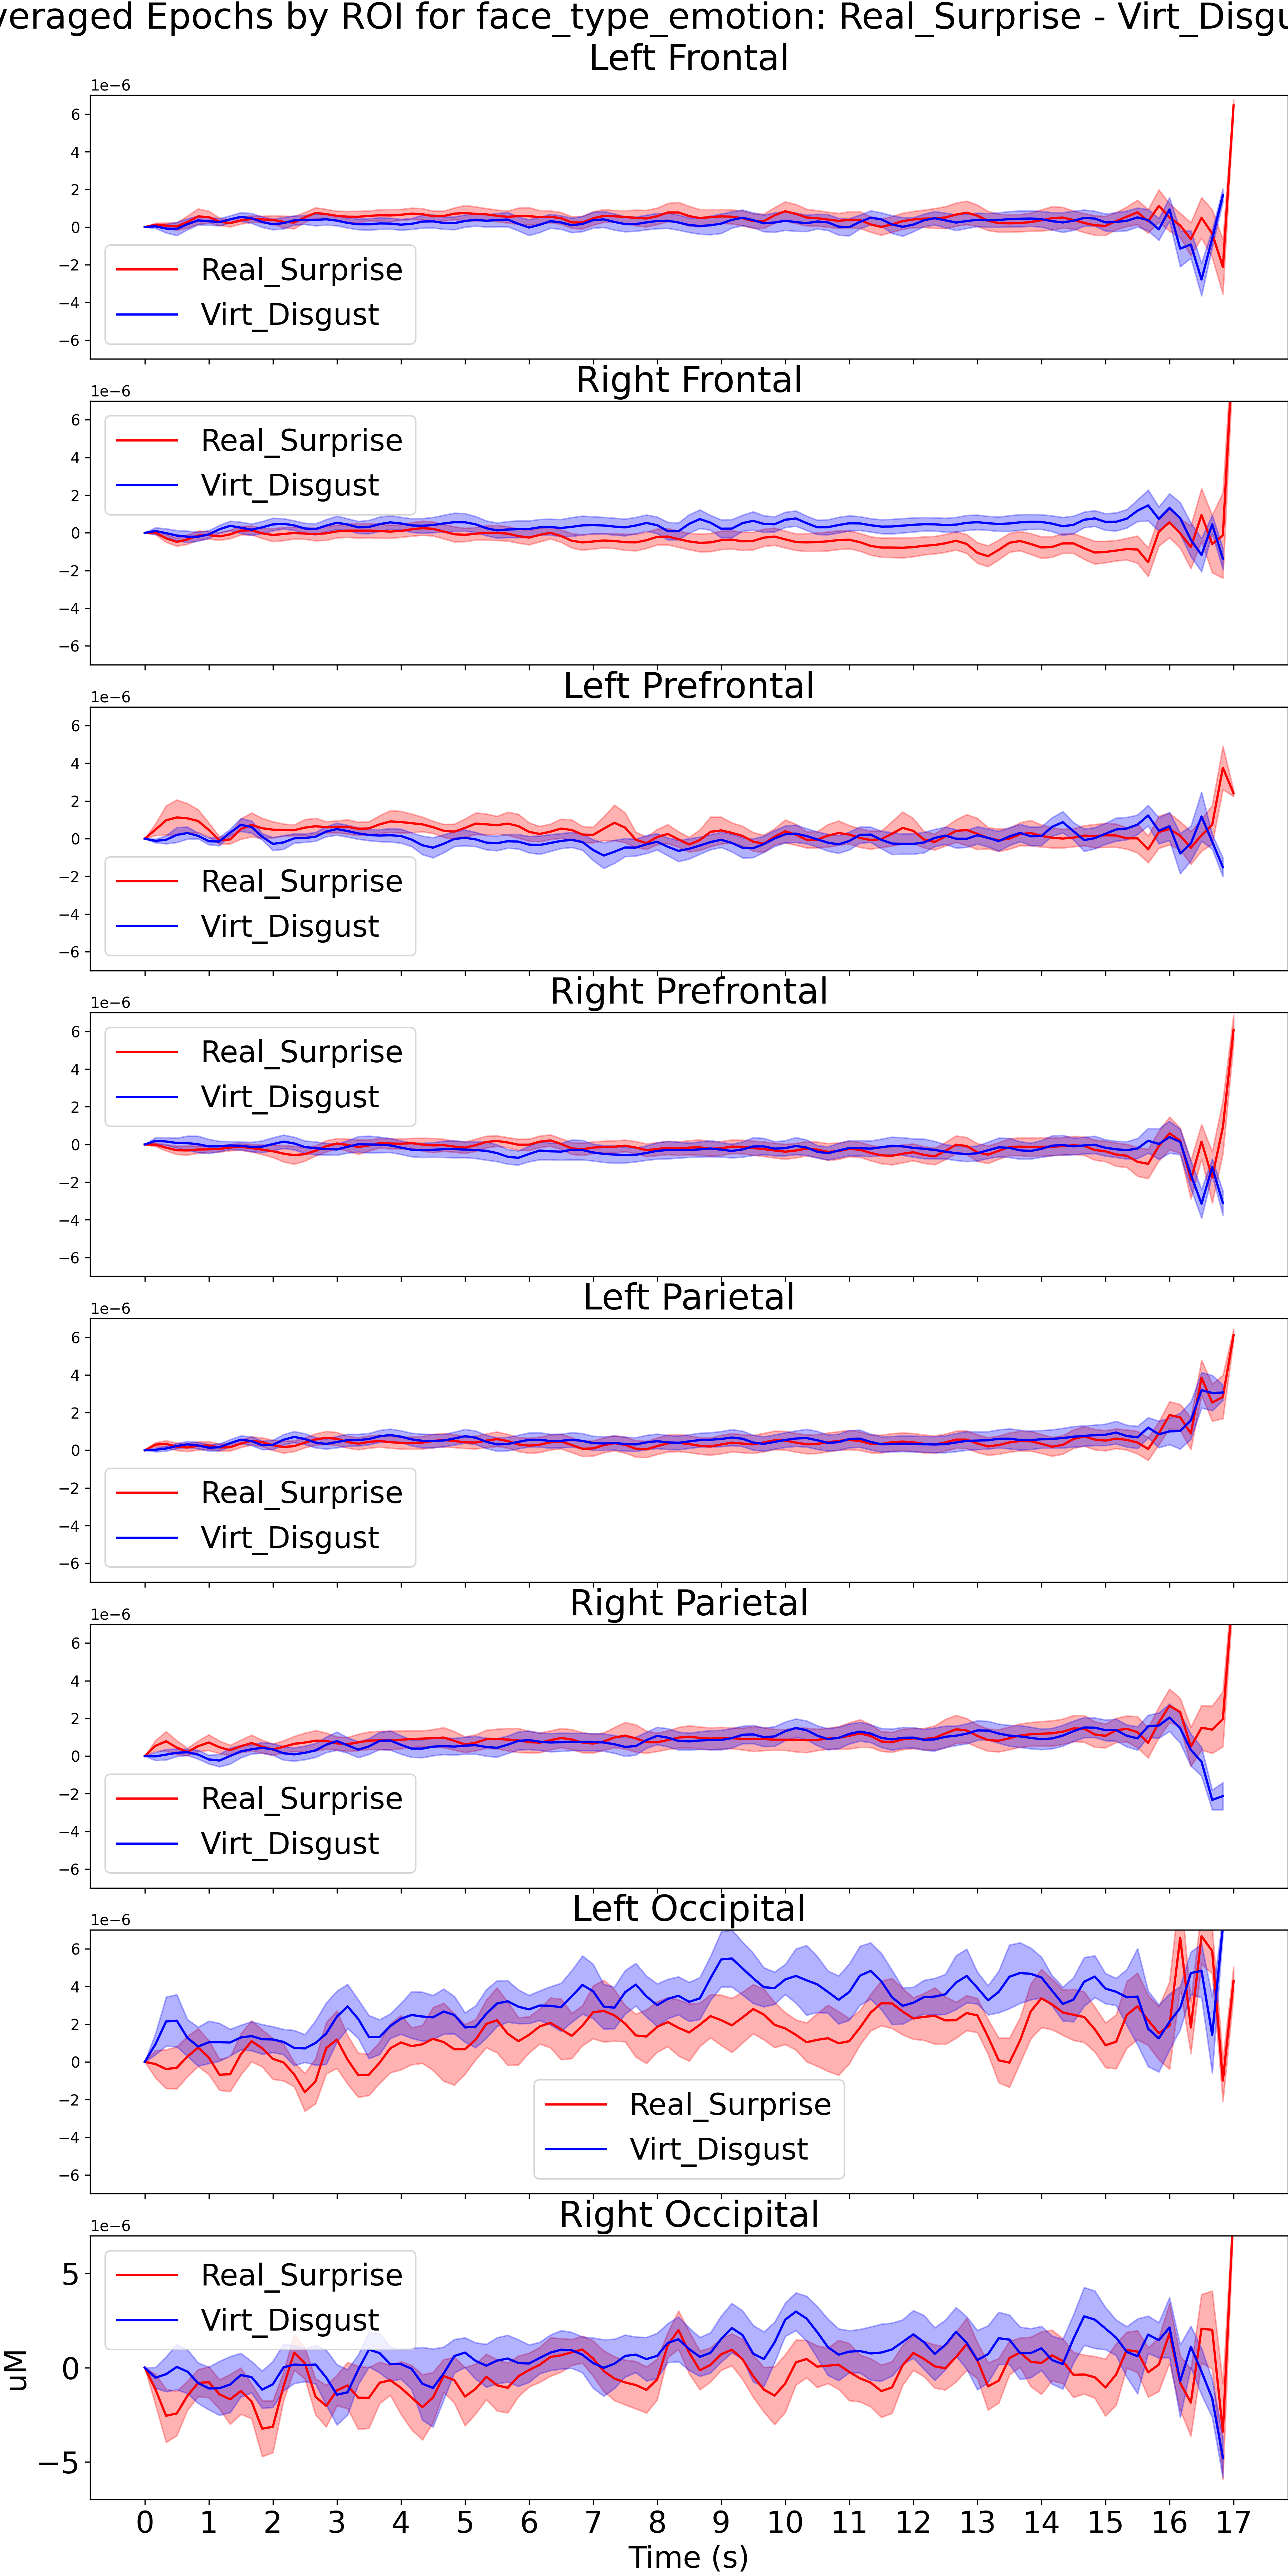 veraged Epochs by ROI for face_type_emotion: Real_Surprise - Virt_Disgu
Left Frontal
1e−6
6
4
2
0
−2
−4
−6
Real_Surprise
Virt_Disgust
Right Frontal
1e−6
6
4
2
0
−2
−4
−6
Real_Surprise
Virt_Disgust
Left Prefrontal
1e−6
6
4
2
0
−2
−4
−6
Real_Surprise
Virt_Disgust
Right Prefrontal
1e−6
6
4
2
0
−2
−4
−6
Real_Surprise
Virt_Disgust
Left Parietal
1e−6
6
4
2
0
−2
−4
−6
Real_Surprise
Virt_Disgust
Right Parietal
1e−6
6
4
2
0
−2
−4
−6
Real_Surprise
Virt_Disgust
Left Occipital
1e−6
6
4
2
0
−2
−4
−6
Real_Surprise
Virt_Disgust
Right Occipital
1e−6
5
0
−5
uM
Real_Surprise
Virt_Disgust
0 1 2 3 4 5 6 7 8 9 10 11 12 13 14 15 16 17
Time (s)